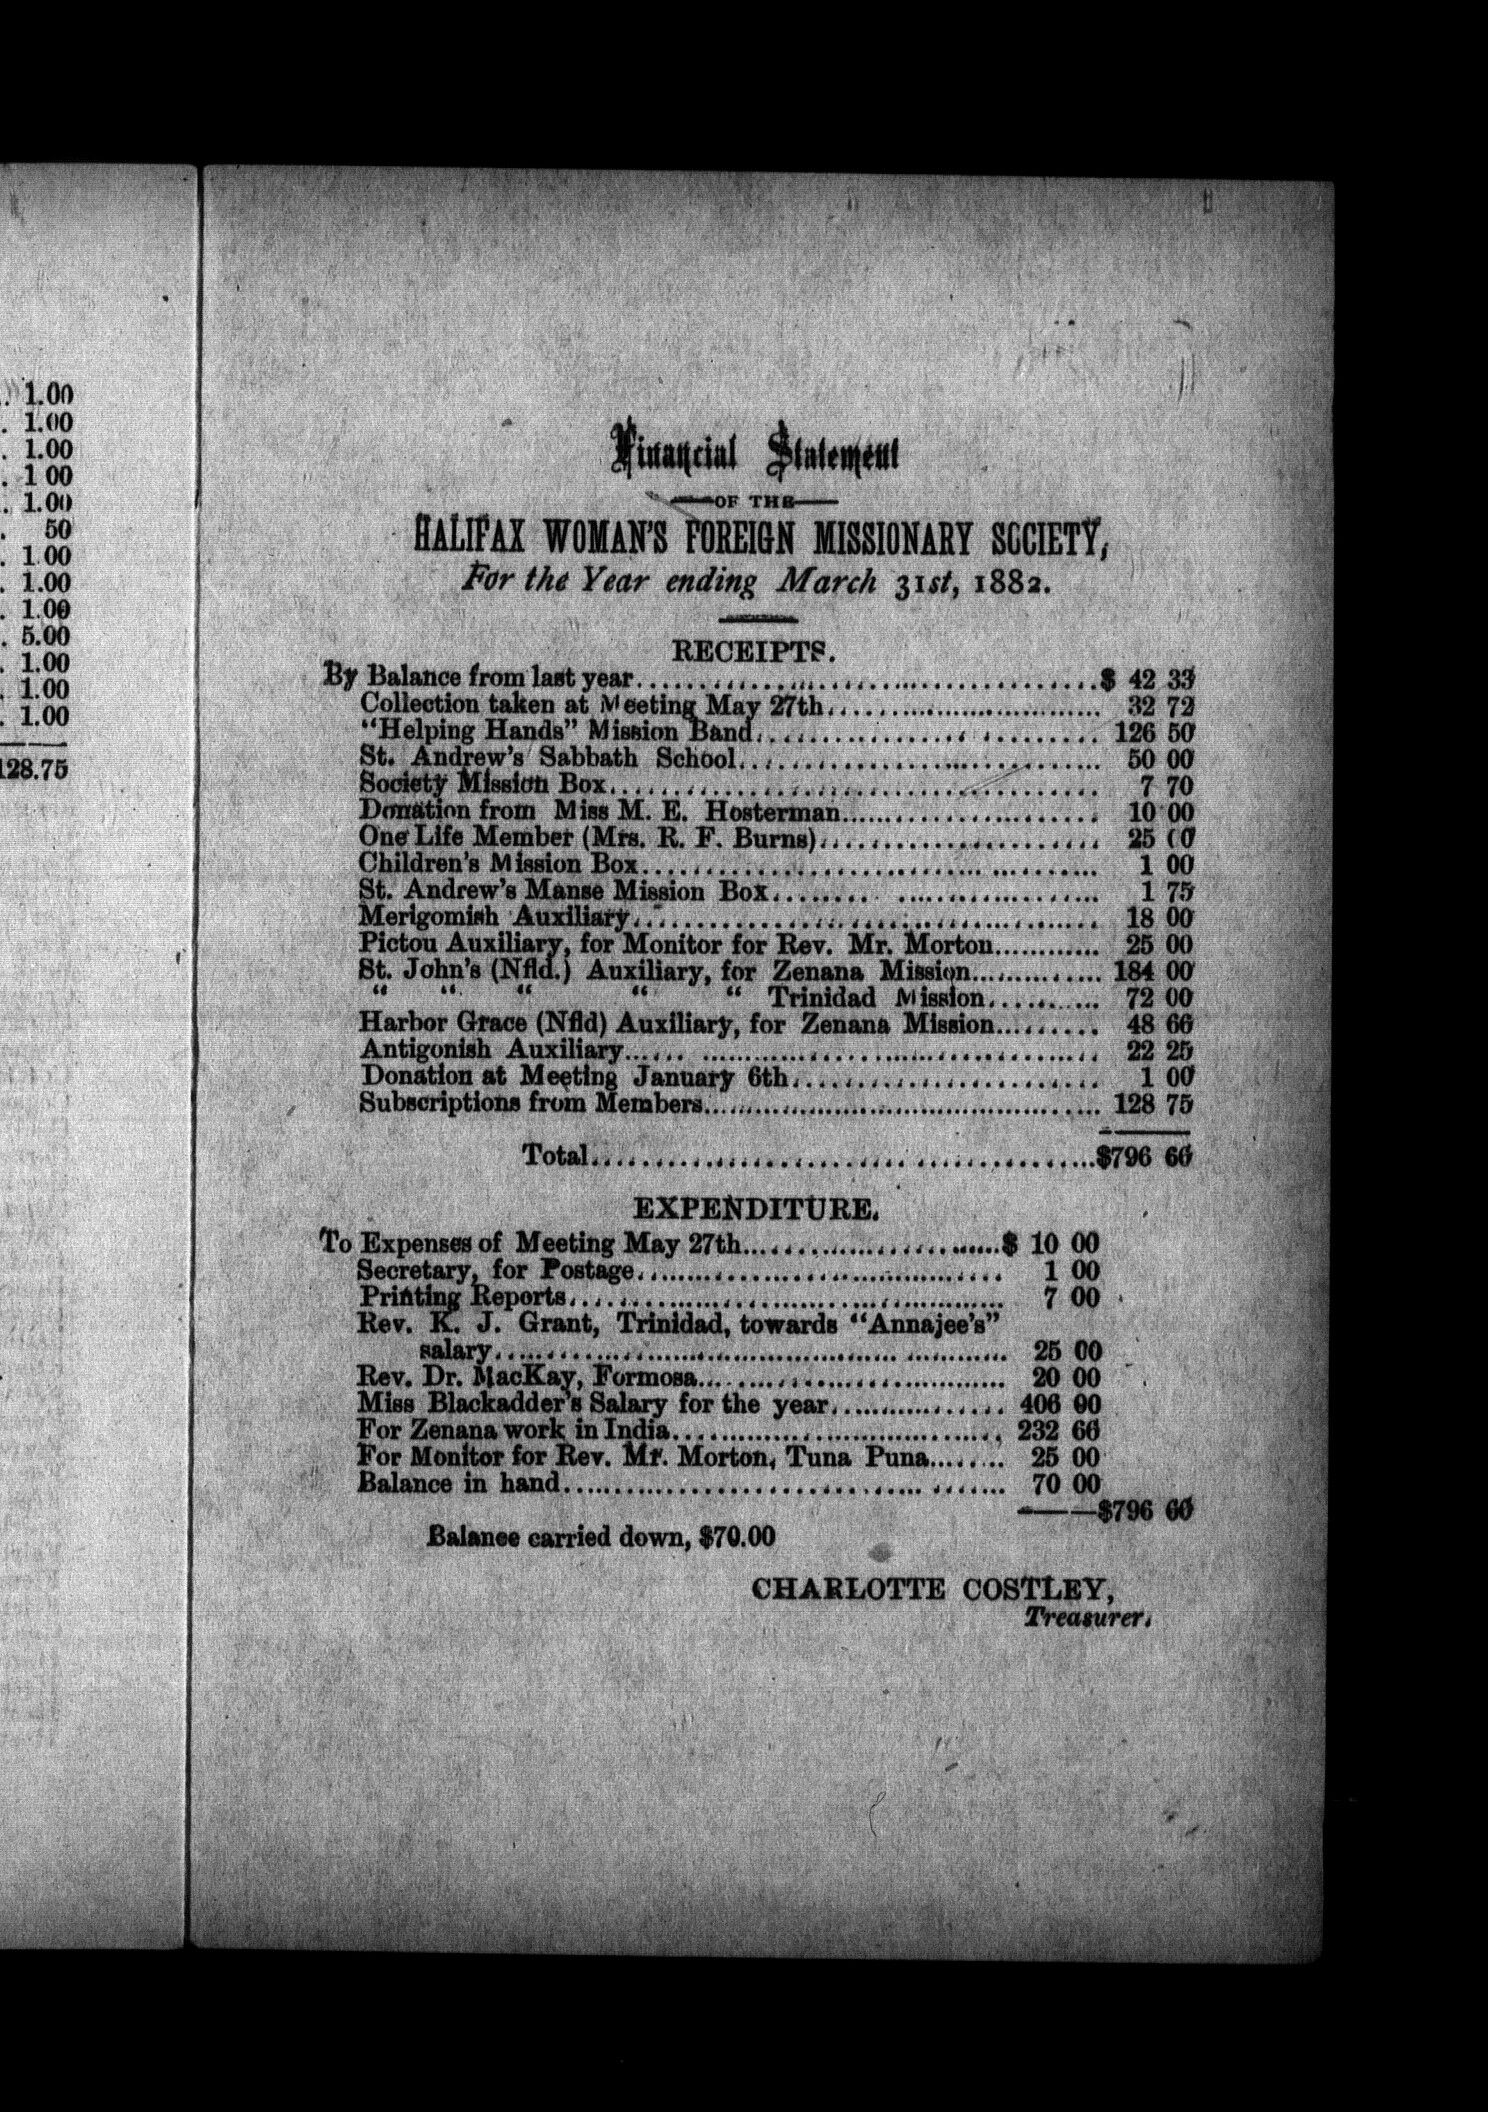 1.00
1.00
1.00
1 00
1.00
50
1.00
1.00
1.00
5.00
1.00
1.00
1.00
128.75
Financial Statement
OF THE
HALIFAX WOMAN'S FOREIGN MISSIONARY SOCIETY,
For the Year ending March 31st, 1882.
RECEIPTS.
By Balance from last year........................................$ 42 33
Collection taken at Meeting May 27th........................ 32 72
"Helping Hands" Mission Band........................ 126 50
St. Andrew's Sabbath School........................ 50 00
Society Mission Box........................ 7 70
Donation from Miss M. E. Hosterman........................ 10 00
One Life Member (Mrs. R. F. Burns)........................ 25 00
Children's Mission Box........................ 1 00
St. Andrew's Manse Mission Box........................ 1 75
Merigomish Auxiliary........................ 18 00
Pictou Auxiliary, for Monitor for Rev. Mr. Morton............ 25 00
St. John's (Nfld.) Auxiliary, for Zenana Mission............ 184 00
" " " " " Trinidad Mission.......... 72 00
Harbor Grace (Nfld) Auxiliary, for Zenana Mission......... 48 66
Antigonish Auxiliary........................ 22 25
Donation at Meeting January 6th........................ 1 00
Subscriptions from Members........................ 128 75
Total........................................$796 66
EXPENDITURE.
To Expenses of Meeting May 27th........................$ 10 00
Secretary, for Postage........................ 1 00
Printing Reports........................ 7 00
Rev. K. J. Grant, Trinidad, towards "Annajee's"
salary........................ 25 00
Rev. Dr. MacKay, Formosa........................ 20 00
Miss Blackadder's Salary for the year............... 406 00
For Zenana work in India........................ 232 66
For Monitor for Rev. Mr. Morton, Tuna Puna........ 25 00
Balance in hand........................ 70 00
———$796 66
Balance carried down, $70.00
CHARLOTTE COSTLEY,
Treasurer.